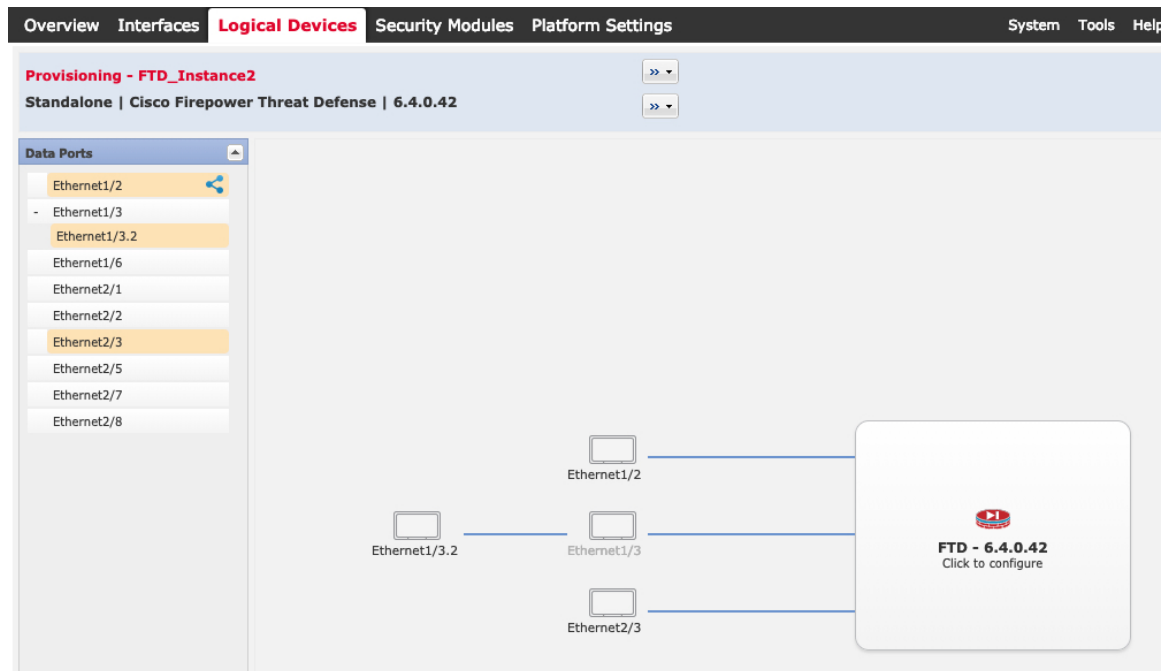 Overview Interfaces Logical Devices Security Modules Platform Settings System Tools Help
Provisioning - FTD_Instance2
Standalone | Cisco Firepower Threat Defense | 6.4.0.42
Data Ports
Ethernet1/2
- Ethernet1/3
Ethernet1/3.2
Ethernet1/6
Ethernet2/1
Ethernet2/2
Ethernet2/3
Ethernet2/5
Ethernet2/7
Ethernet2/8
Ethernet1/2
Ethernet1/3.2
Ethernet1/3
Ethernet2/3
FTD - 6.4.0.42
Click to configure